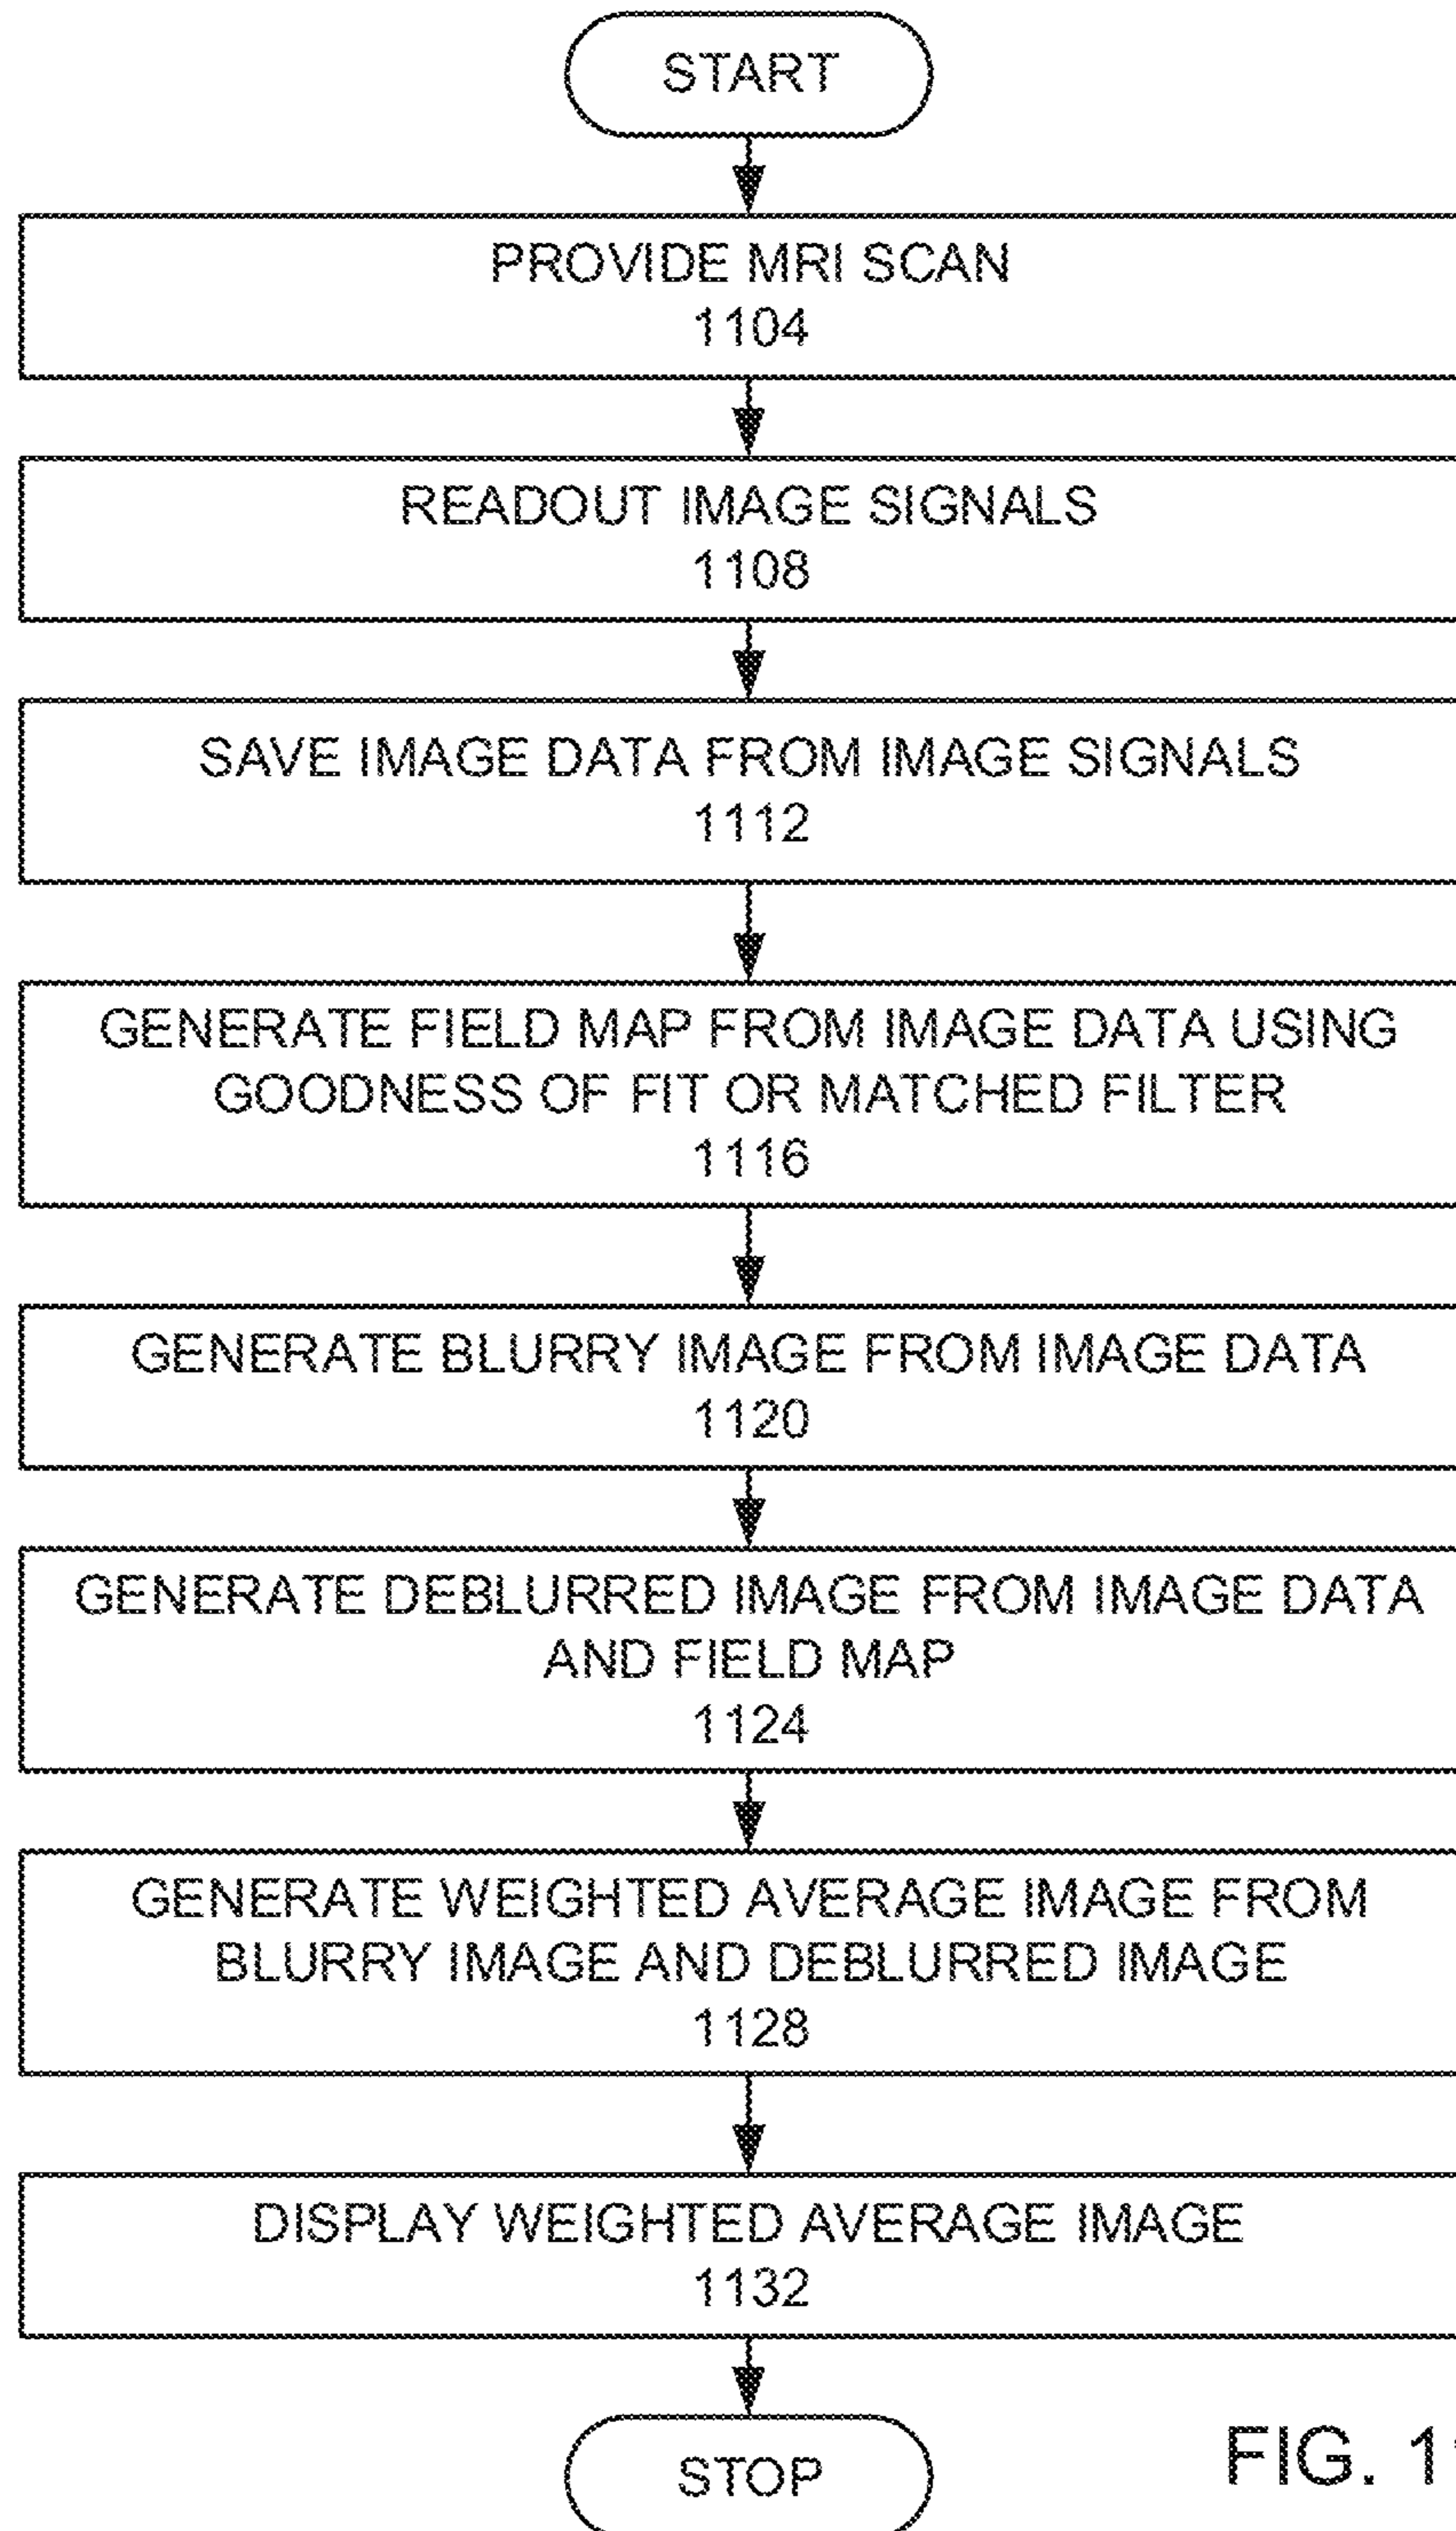 START
PROVIDE MRI SCAN
1104
READOUT IMAGE SIGNALS
1108
SAVE IMAGE DATA FROM IMAGE SIGNALS
1112
GENERATE FIELD MAP FROM IMAGE DATA USING
GOODNESS OF FIT OR MATCHED FILTER
1116
GENERATE BLURRY IMAGE FROM IMAGE DATA
1120
GENERATE DEBLURRED IMAGE FROM IMAGE DATA
AND FIELD MAP
1124
GENERATE WEIGHTED AVERAGE IMAGE FROM
BLURRY IMAGE AND DEBLURRED IMAGE
1128
DISPLAY WEIGHTED AVERAGE IMAGE
1132
STOP
FIG. 11